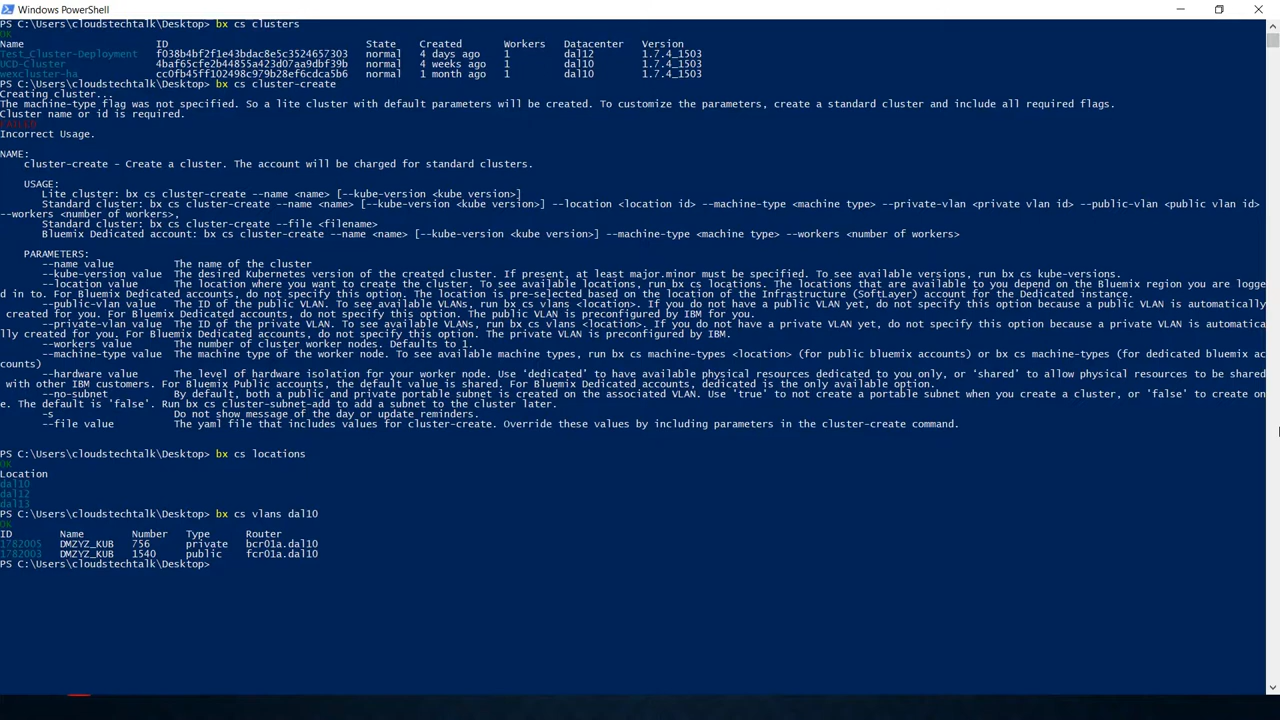 Windows PowerShell
PS C:\Users\cloudstechtalk\Desktop> bx cs clusters
OK
Name ID State Created Workers Datacenter Version
Test_Cluster-Deployment f038b4bf2f1e43bdac8e5c3524657303 normal 4 days ago 1 dal12 1.7.4_1503
UCD-Cluster 4baf65cfe2b44855a423d07aa9dbf39b normal 4 weeks ago 1 dal10 1.7.4_1503
wexcluster-ha cc0fb45ff102498c979b28ef6cdca5b6 normal 1 month ago 1 dal10 1.7.4_1503
PS C:\Users\cloudstechtalk\Desktop> bx cs cluster-create
Creating cluster...
The machine-type flag was not specified. So a lite cluster with default parameters will be created. To customize the parameters, create a standard cluster and include all required flags.
Cluster name or id is required.
FAILED
Incorrect Usage.
NAME:
cluster-create - Create a cluster. The account will be charged for standard clusters.
USAGE:
Lite cluster: bx cs cluster-create --name <name> [--kube-version <kube version>]
Standard cluster: bx cs cluster-create --name <name> [--kube-version <kube version>] --location <location id> --machine-type <machine type> --private-vlan <private vlan id> --public-vlan <public vlan id>
--workers <number of workers>,
Standard cluster: bx cs cluster-create --file <filename>
Bluemix Dedicated account: bx cs cluster-create --name <name> [--kube-version <kube version>] --machine-type <machine type> --workers <number of workers>
PARAMETERS:
--name value The name of the cluster
--kube-version value The desired Kubernetes version of the created cluster. If present, at least major.minor must be specified. To see available versions, run bx cs kube-versions.
--location value The location where you want to create the cluster. To see available locations, run bx cs locations. The locations that are available to you depend on the Bluemix region you are logge
d in to. For Bluemix Dedicated accounts, do not specify this option. The location is pre-selected based on the location of the Infrastructure (SoftLayer) account for the Dedicated instance.
--public-vlan value The ID of the public VLAN. To see available VLANs, run bx cs vlans <location>. If you do not have a public VLAN yet, do not specify this option because a public VLAN is automatically
created for you. For Bluemix Dedicated accounts, do not specify this option. The public VLAN is preconfigured by IBM for you.
--private-vlan value The ID of the private VLAN. To see available VLANs, run bx cs vlans <location>. If you do not have a private VLAN yet, do not specify this option because a private VLAN is automatica
lly created for you. For Bluemix Dedicated accounts, do not specify this option. The private VLAN is preconfigured by IBM.
--workers value The number of cluster worker nodes. Defaults to 1.
--machine-type value The machine type of the worker node. To see available machine types, run bx cs machine-types <location> (for public bluemix accounts) or bx cs machine-types (for dedicated bluemix ac
counts)
--hardware value The level of hardware isolation for your worker node. Use 'dedicated' to have available physical resources dedicated to you only, or 'shared' to allow physical resources to be shared
with other IBM customers. For Bluemix Public accounts, the default value is shared. For Bluemix Dedicated accounts, dedicated is the only available option.
--no-subnet By default, both a public and private portable subnet is created on the associated VLAN. Use 'true' to not create a portable subnet when you create a cluster, or 'false' to create on
e. The default is 'false'. Run bx cs cluster-subnet-add to add a subnet to the cluster later.
-s Do not show message of the day or update reminders.
--file value The yaml file that includes values for cluster-create. Override these values by including parameters in the cluster-create command.
PS C:\Users\cloudstechtalk\Desktop> bx cs locations
OK
Location
dal10
dal12
dal13
PS C:\Users\cloudstechtalk\Desktop> bx cs vlans dal10
OK
ID Name Number Type Router
1782005 DMZYZ_KUB 756 private bcr01a.dal10
1782003 DMZYZ_KUB 1540 public fcr01a.dal10
PS C:\Users\cloudstechtalk\Desktop>